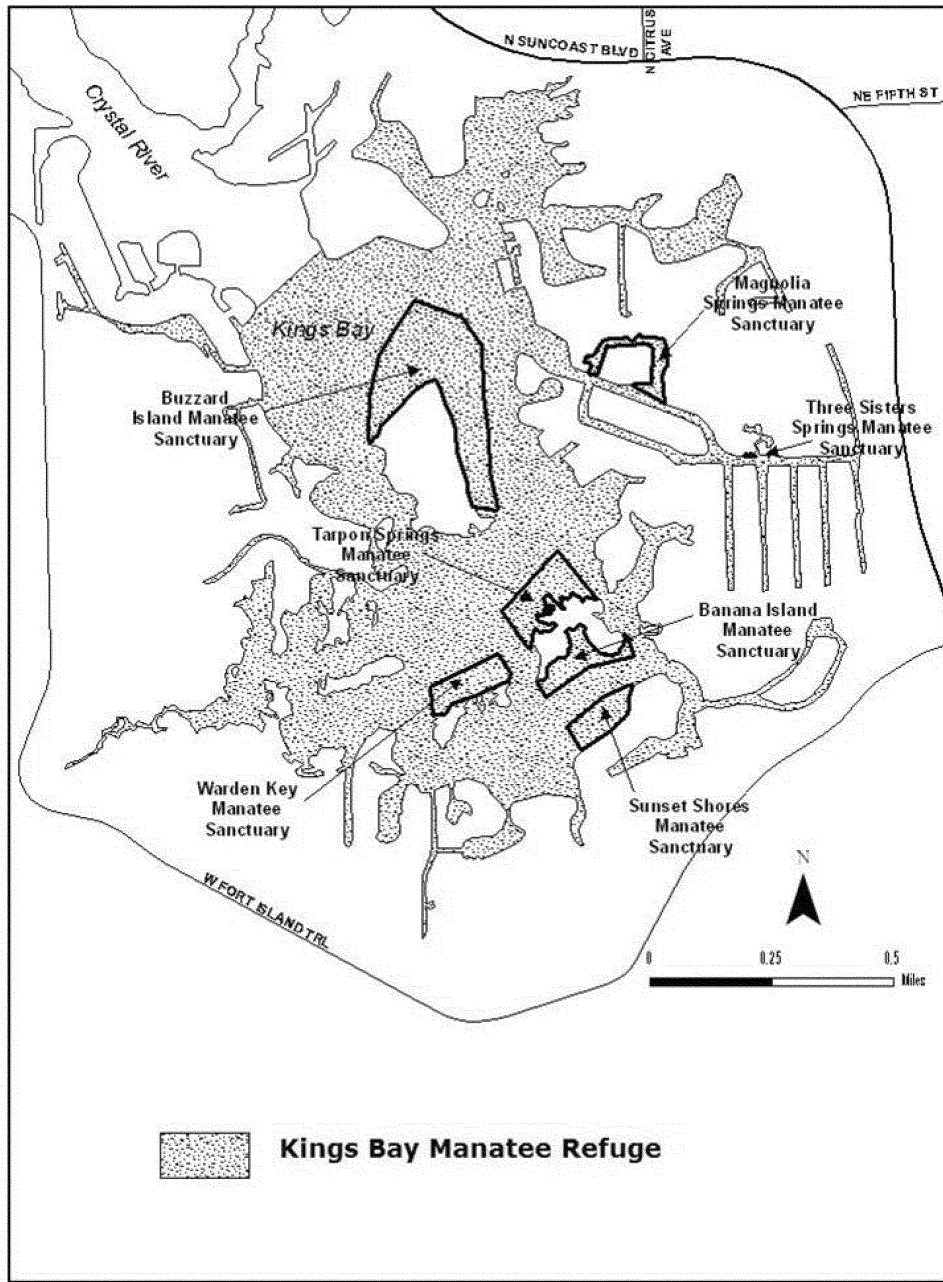 N SUNCOAST BLVD
N CITRUS
AVE
NE FIFTH ST
Crystal River
Kings Bay
Magnolia
Springs Manatee
Sanctuary
Buzzard
Island Manatee
Sanctuary
Three Sisters
Springs Manatee
Sanctuary
Tarpon Springs
Manatee
Sanctuary
Banana Island
Manatee
Sanctuary
Warden Key
Manatee
Sanctuary
Sunset Shores
Manatee
Sanctuary
W FORT ISLAND TRL
N
0 0.25 0.5
Miles
Kings Bay Manatee Refuge